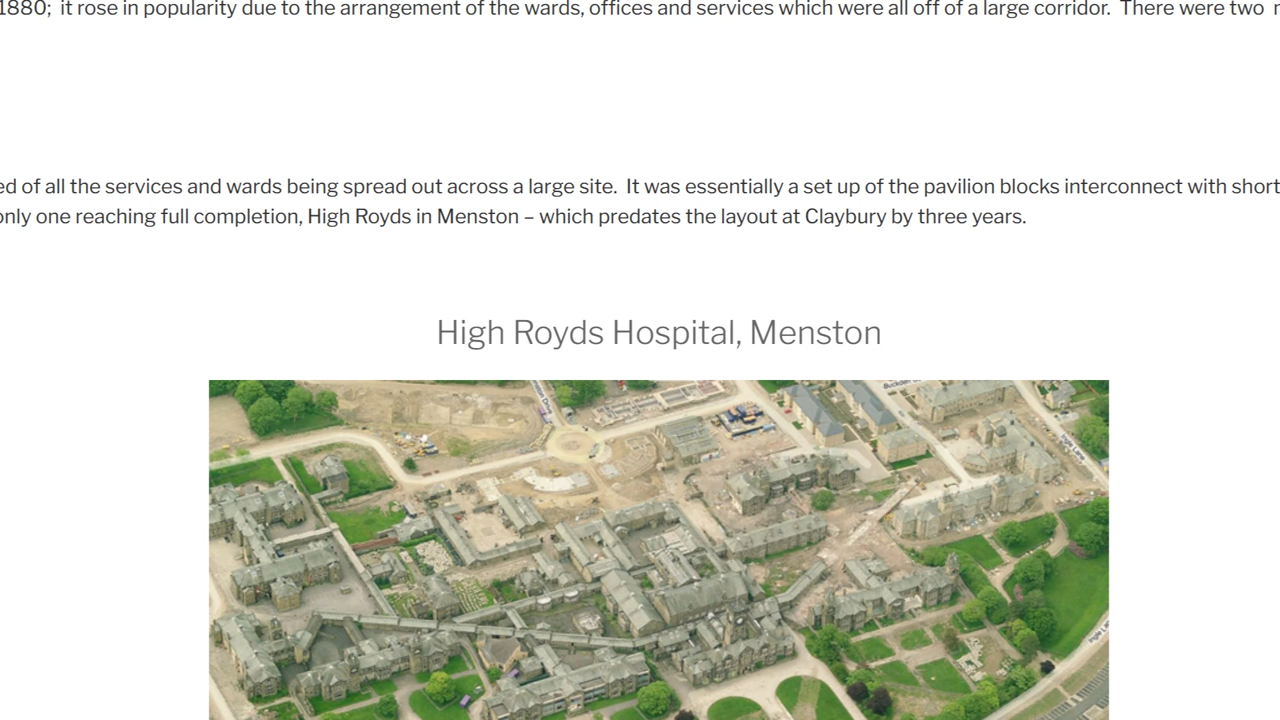 1880;  it rose in popularity due to the arrangement of the wards, offices and services which were all off of a large corridor.  There were two
ed of all the services and wards being spread out across a large site.  It was essentially a set up of the pavilion blocks interconnect with short
only one reaching full completion, High Royds in Menston – which predates the layout at Claybury by three years.
High Royds Hospital, Menston
Drive
Ingle Lane